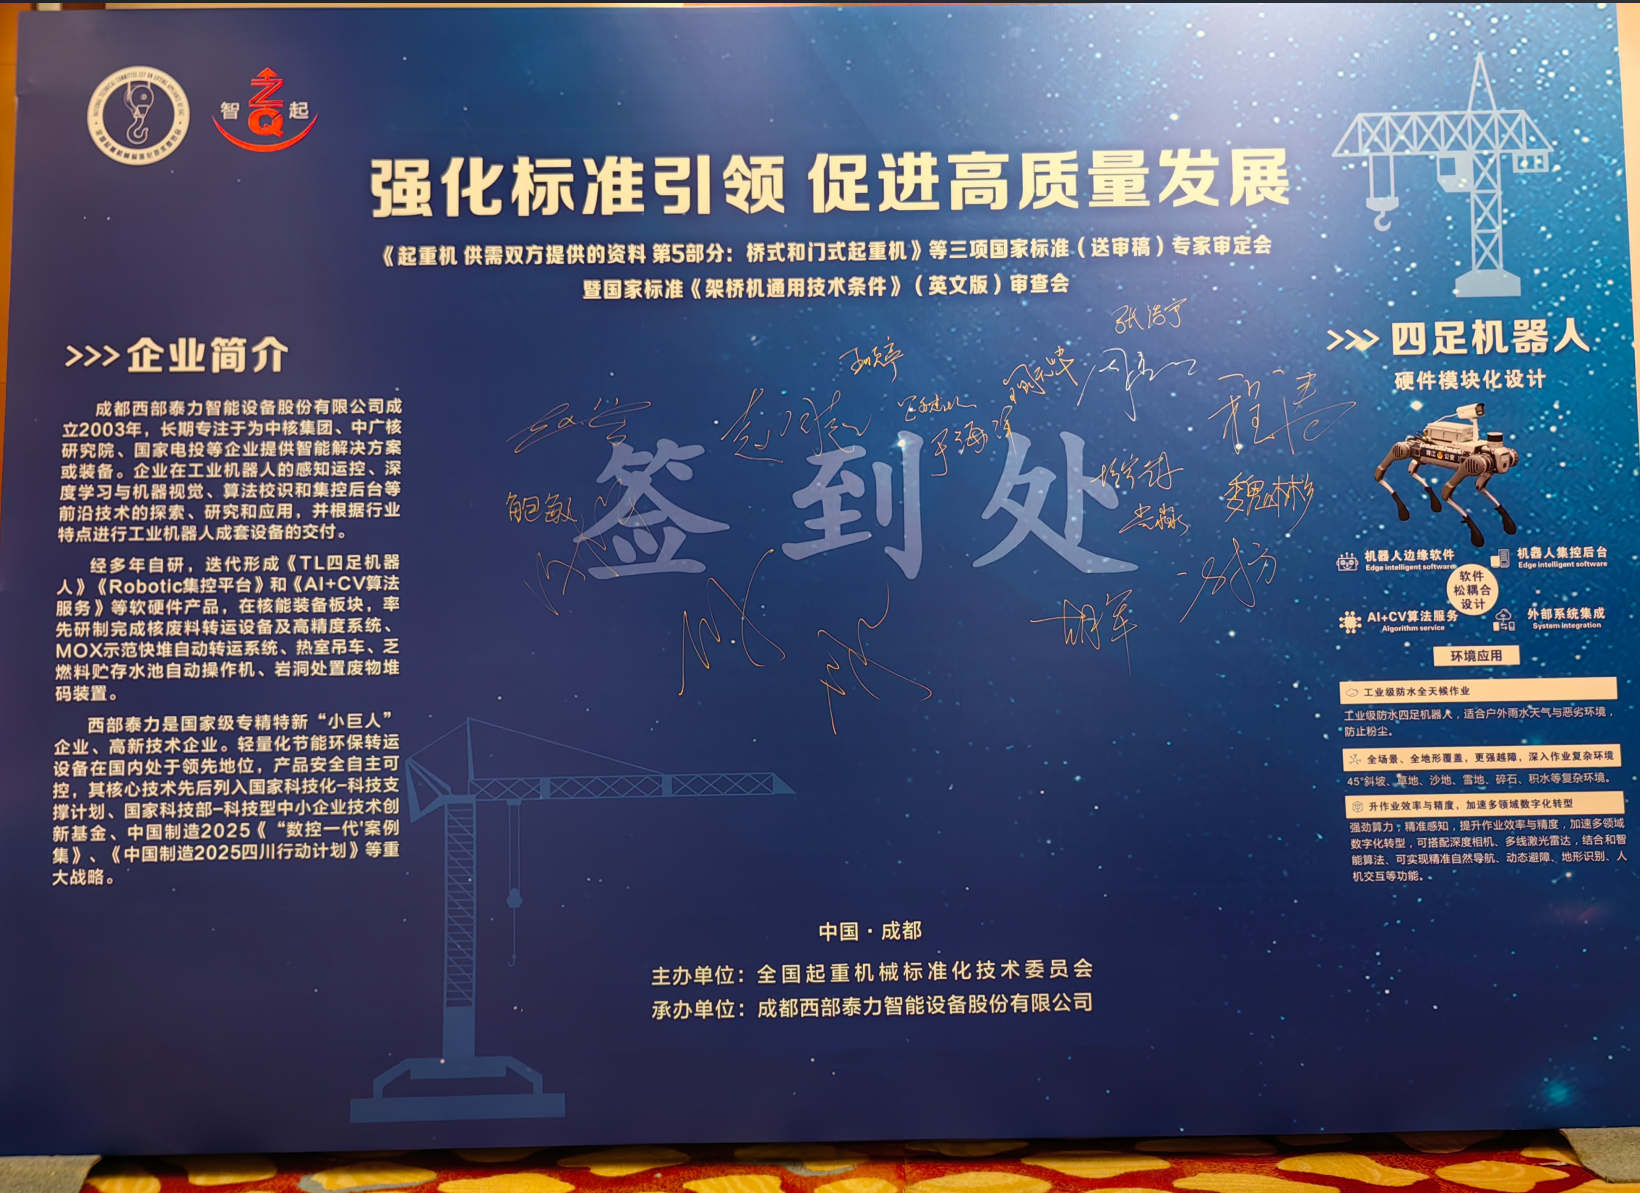 智 起
ZQ
强化标准引领 促进高质量发展
《起重机 供需双方提供的资料 第5部分：桥式和门式起重机》等三项国家标准（送审稿）专家审定会
暨国家标准《架桥机通用技术条件》（英文版）审查会
>>> 企业简介
成都西部泰力智能设备股份有限公司成
立2003年，长期专注于为中核集团、中广核
研究院、国家电投等企业提供智能解决方案
或装备。企业在工业机器人的感知运控、深
度学习与机器视觉、算法校识和集控后台等
前沿技术的探索、研究和应用，并根据行业
特点进行工业机器人成套设备的交付。
经多年自研，迭代形成《TL四足机器
人》《Robotic集控平台》和《AI+CV算法
服务》等软硬件产品，在核能装备板块，率
先研制完成核废料转运设备及高精度系统、
MOX示范快堆自动转运系统、热室吊车、乏
燃料贮存水池自动操作机、岩洞处置废物堆
码装置。
西部泰力是国家级专精特新“小巨人”
企业、高新技术企业。轻量化节能环保转运
设备在国内处于领先地位，产品安全自主可
控，其核心技术先后列入国家科技化-科技支
撑计划、国家科技部-科技型中小企业技术创
新基金、中国制造2025《“数控一代'案例
集》、《中国制造2025四川行动计划》等重
大战略。
签到处
张浩宇
于海洋
鲍敏
魏山林
胡军
程涛
>>> 四足机器人
硬件模块化设计
机器人边缘软件
Edge intelligent software
机器人集控后台
Edge intelligent software
软件
松耦合
设计
AI+CV算法服务
Algorithm service
外部系统集成
System integration
环境应用
工业级防水全天候作业
工业级防水四足机器人，适合户外雨水天气与恶劣环境，
防止粉尘。
全场景、全地形覆盖，更强越障，深入作业复杂环境
45°斜坡、草地、沙地、雪地、碎石、积水等复杂环境。
升作业效率与精度，加速多领域数字化转型
强劲算力，精准感知，提升作业效率与精度，加速多领域
数字化转型，可搭配深度相机、多线激光雷达，结合和智
能算法、可实现精准自然导航、动态避障、地形识别、人
机交互等功能。
中国·成都
主办单位：全国起重机械标准化技术委员会
承办单位：成都西部泰力智能设备股份有限公司